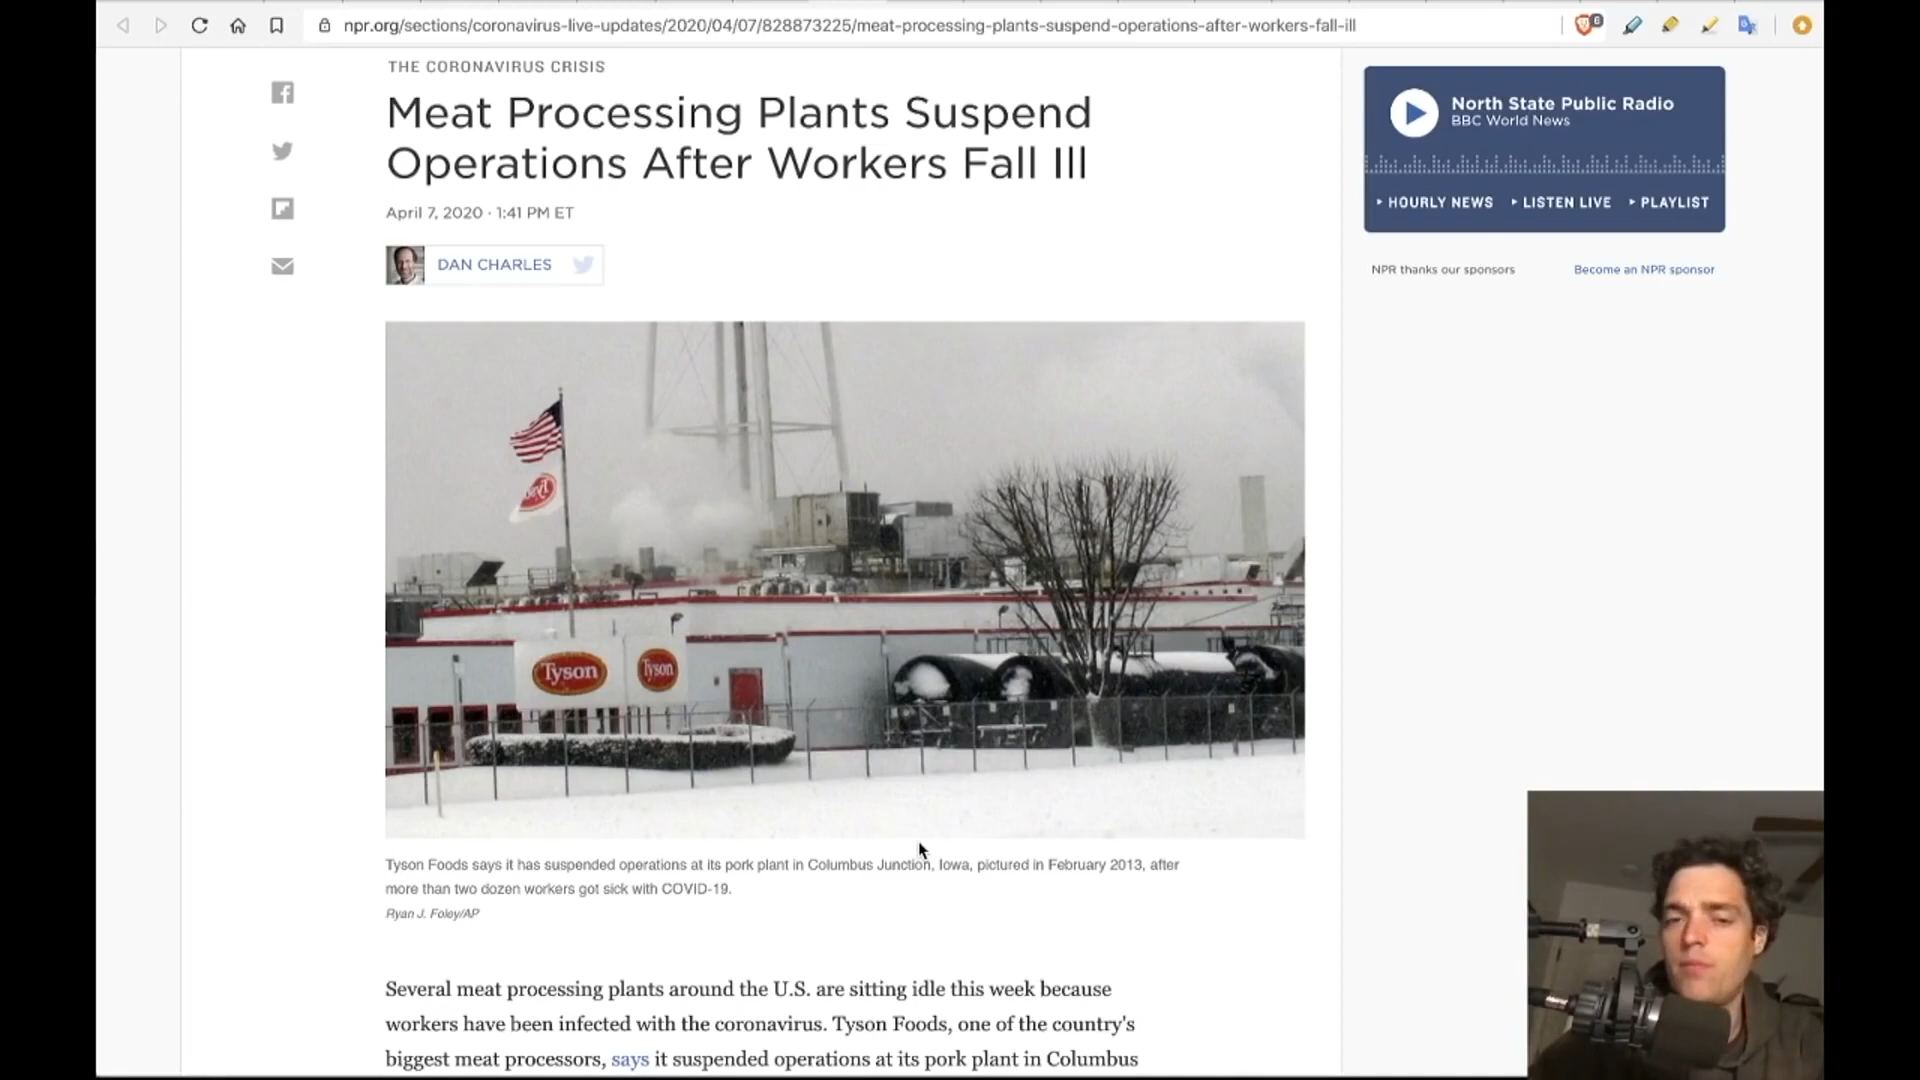 npr.org/sections/coronavirus-live-updates/2020/04/07/828873225/meat-processing-plants-suspend-operations-after-workers-fall-ill
6
THE CORONAVIRUS CRISIS
Meat Processing Plants Suspend
Operations After Workers Fall Ill
April 7, 2020 · 1:41 PM ET
DAN CHARLES
North State Public Radio
BBC World News
HOURLY NEWS LISTEN LIVE PLAYLIST
NPR thanks our sponsors Become an NPR sponsor
Tyson
Tyson Tyson
Tyson Foods says it has suspended operations at its pork plant in Columbus Junction, Iowa, pictured in February 2013, after
more than two dozen workers got sick with COVID-19.
Ryan J. Foley/AP
Several meat processing plants around the U.S. are sitting idle this week because
workers have been infected with the coronavirus. Tyson Foods, one of the country's
biggest meat processors, says it suspended operations at its pork plant in Columbus